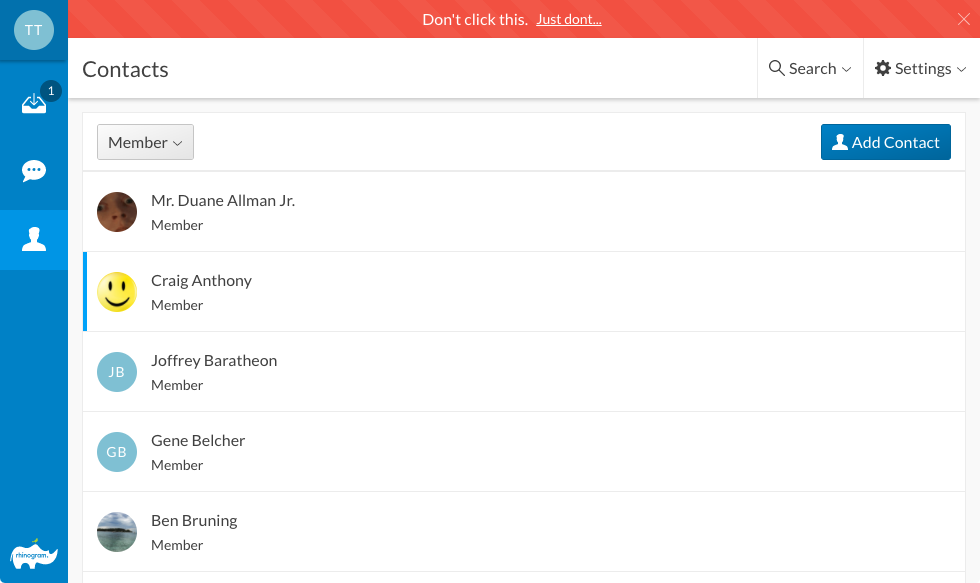 TT
Don't click this. Just dont...
Contacts
Search
Settings
1
Member
Add Contact
Mr. Duane Allman Jr.
Member
Craig Anthony
Member
JB
Joffrey Baratheon
Member
GB
Gene Belcher
Member
Ben Bruning
Member
rhinogram